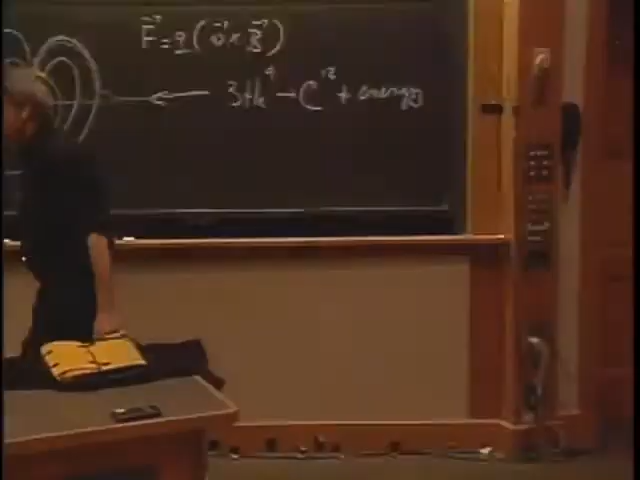 F = q ( v × B )
3He⁴ → C¹² + energy